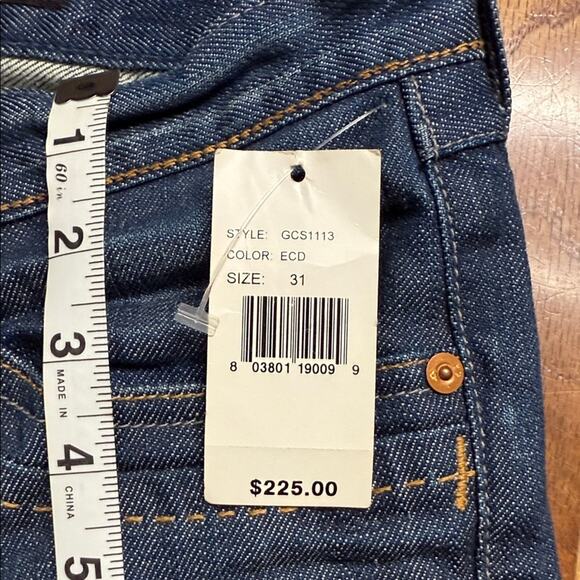 STYLE: GCS1113
COLOR: ECD
SIZE: 31
8 03801 19009 9
$225.00
1
60 in
2
3
MADE IN
4
CHINA
5